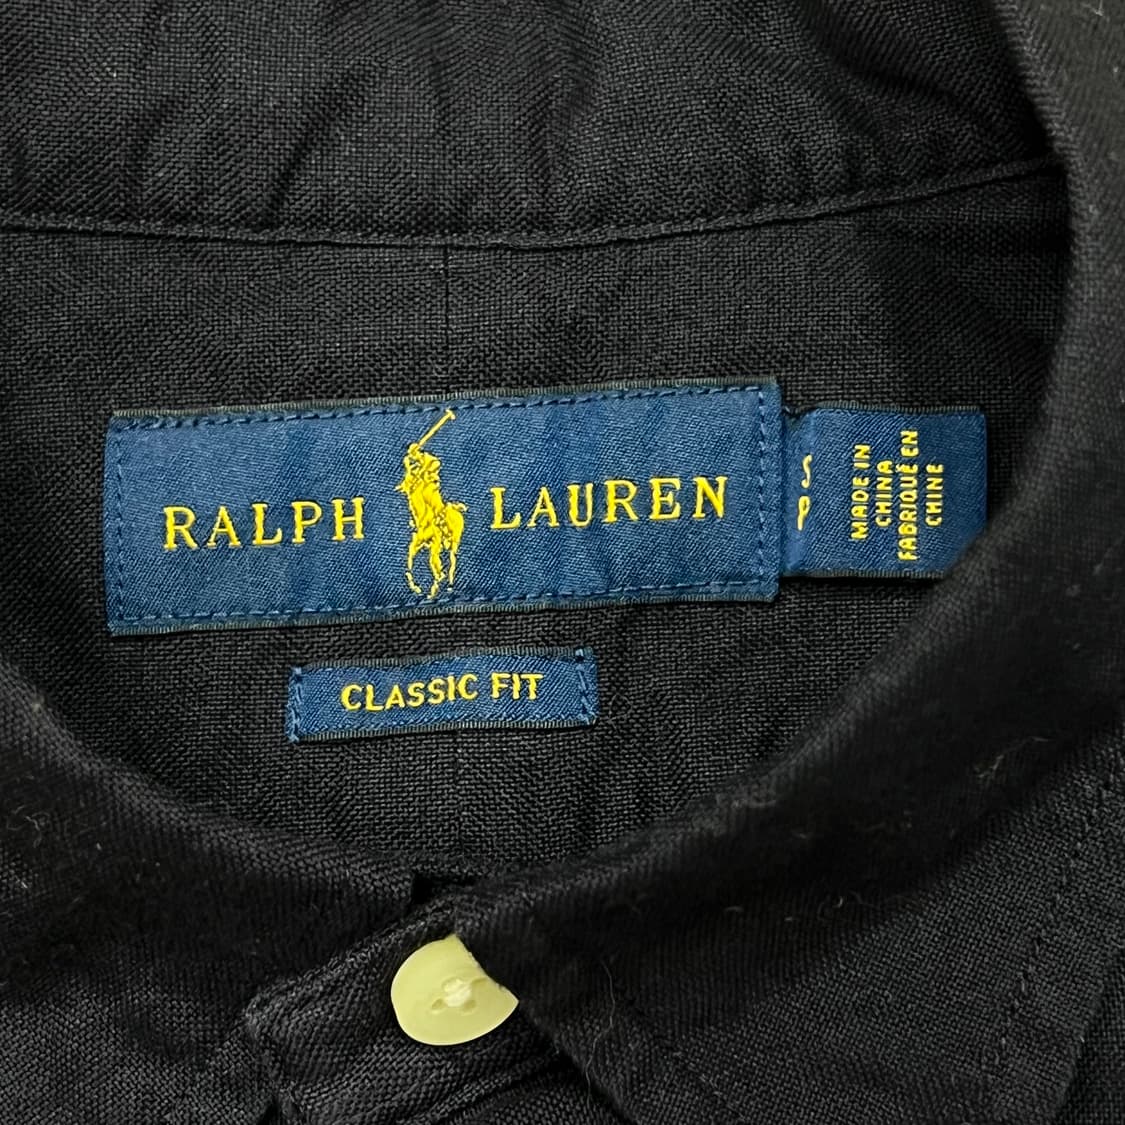 RALPH LAUREN
S
P
MADE IN
CHINA
FABRIQUÉ EN
CHINE
CLASSIC FIT